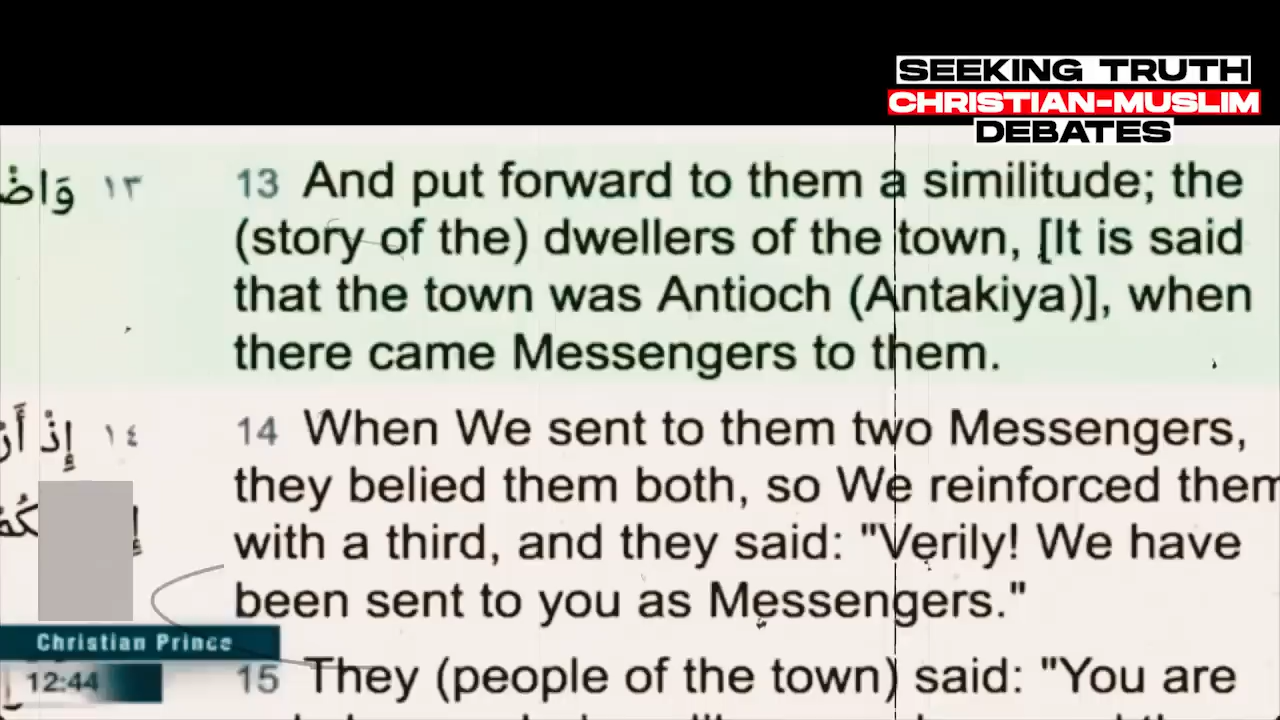 SEEKING TRUTH
CHRISTIAN-MUSLIM
DEBATES
١٣
13 And put forward to them a similitude; the
(story of the) dwellers of the town, [It is said
that the town was Antioch (Antakiya)], when
there came Messengers to them.
إِذْ ١٤
14 When We sent to them two Messengers,
they belied them both, so We reinforced them
with a third, and they said: "Verily! We have
been sent to you as Messengers."
Christian Prince
12:44
15 They (people of the town) said: "You are